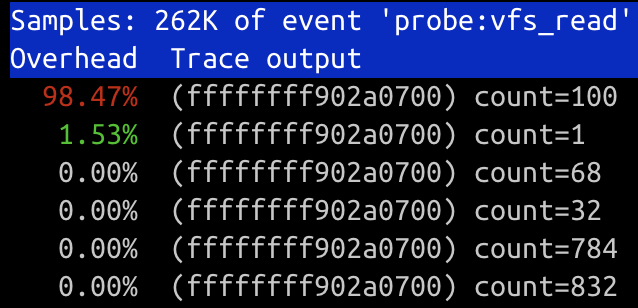 Samples: 262K of event 'probe:vfs_read'
Overhead  Trace output
98.47%  (ffffffff902a0700) count=100
1.53%  (ffffffff902a0700) count=1
0.00%  (ffffffff902a0700) count=68
0.00%  (ffffffff902a0700) count=32
0.00%  (ffffffff902a0700) count=784
0.00%  (ffffffff902a0700) count=832